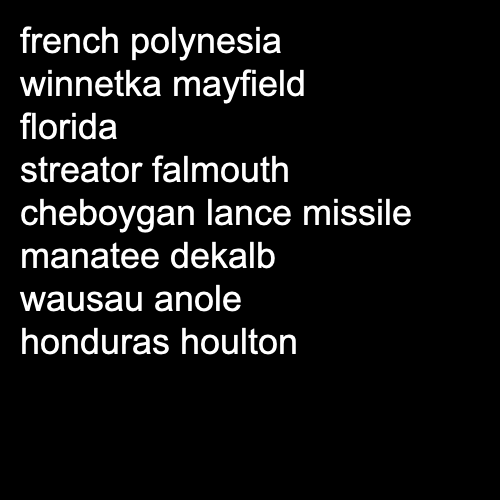 french polynesia
winnetka mayfield
florida
streator falmouth
cheboygan lance missile
manatee dekalb
wausau anole
honduras houlton